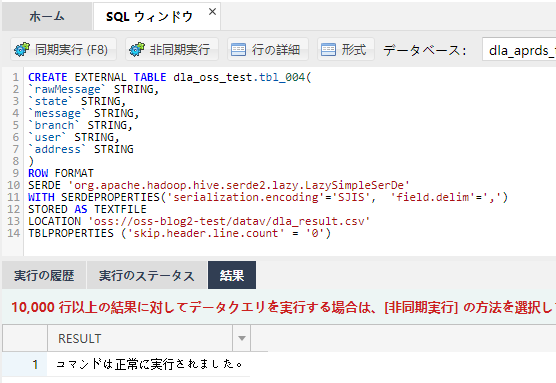 ホーム
SQL ウィンドウ ×
同期実行 (F8) 非同期実行 行の詳細 形式 データベース： dla_aprds_
1 CREATE EXTERNAL TABLE dla_oss_test.tbl_004(
2 `rawMessage` STRING,
3 `state` STRING,
4 `message` STRING,
5 `branch` STRING,
6 `user` STRING,
7 `address` STRING
8 )
9 ROW FORMAT
10 SERDE 'org.apache.hadoop.hive.serde2.lazy.LazySimpleSerDe'
11 WITH SERDEPROPERTIES('serialization.encoding'='SJIS', 'field.delim'=',')
12 STORED AS TEXTFILE
13 LOCATION 'oss://oss-blog2-test/datav/dla_result.csv'
14 TBLPROPERTIES ('skip.header.line.count' = '0')
実行の履歴 実行のステータス 結果
10,000 行以上の結果に対してデータクエリを実行する場合は、[非同期実行] の方法を選択し
RESULT
1 コマンドは正常に実行されました。